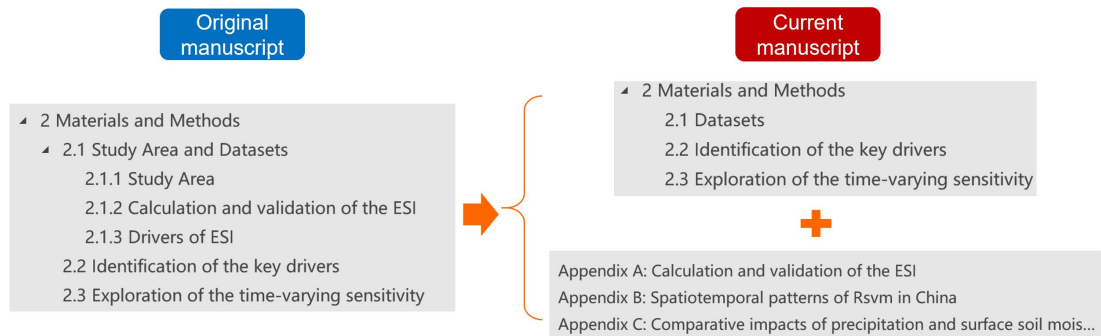 Original
manuscript
2 Materials and Methods
2.1 Study Area and Datasets
2.1.1 Study Area
2.1.2 Calculation and validation of the ESI
2.1.3 Drivers of ESI
2.2 Identification of the key drivers
2.3 Exploration of the time-varying sensitivity
Current
manuscript
2 Materials and Methods
2.1 Datasets
2.2 Identification of the key drivers
2.3 Exploration of the time-varying sensitivity
Appendix A: Calculation and validation of the ESI
Appendix B: Spatiotemporal patterns of Rsvm in China
Appendix C: Comparative impacts of precipitation and surface soil mois...